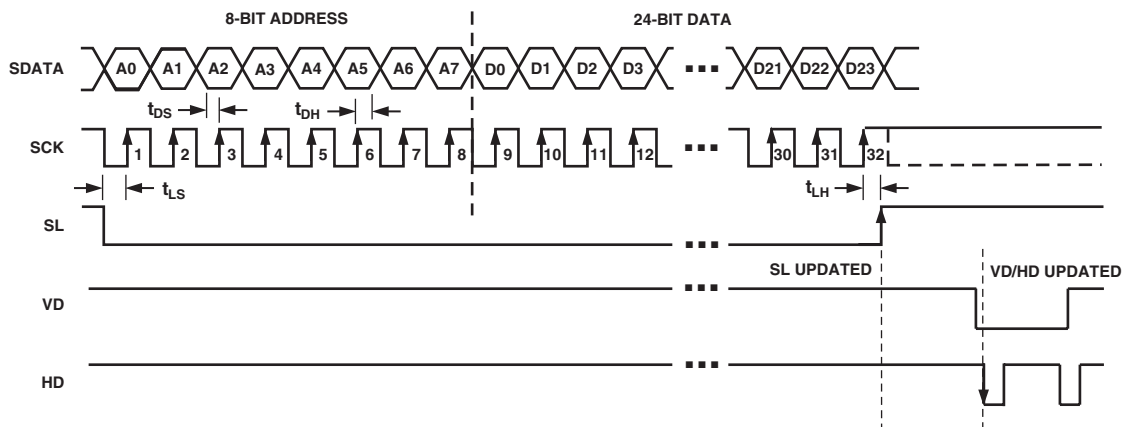 8-BIT ADDRESS 24-BIT DATA
SDATA A0 A1 A2 A3 A4 A5 A6 A7 D0 D1 D2 D3 D21 D22 D23
tDS tDH
SCK 1 2 3 4 5 6 7 8 9 10 11 12 30 31 32
tLS tLH
SL
SL UPDATED VD/HD UPDATED
VD
HD